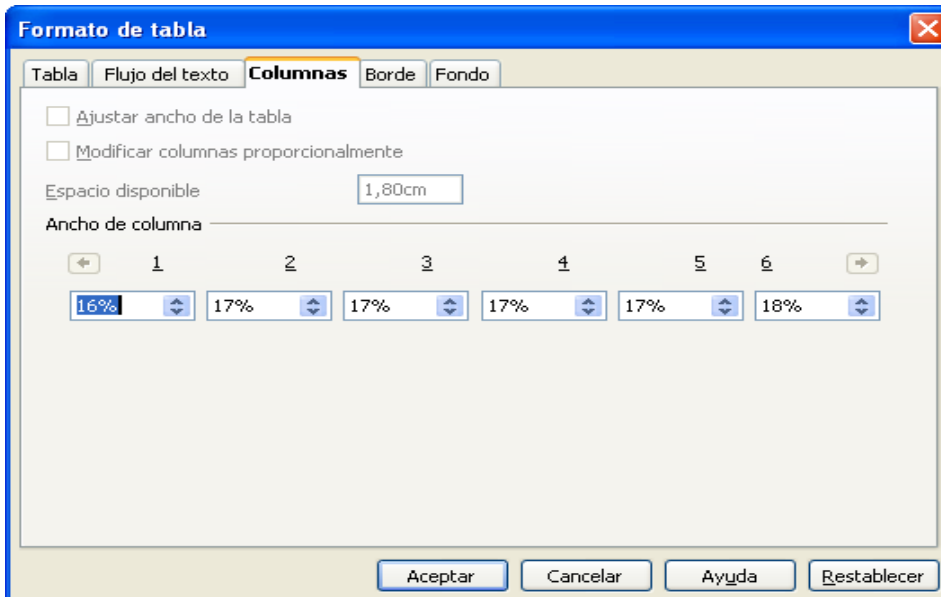 Formato de tabla
Tabla Flujo del texto Columnas Borde Fondo
Ajustar ancho de la tabla
Modificar columnas proporcionalmente
Espacio disponible 1,80cm
Ancho de columna
1 2 3 4 5 6
16% 17% 17% 17% 17% 18%
Aceptar Cancelar Ayuda Restablecer